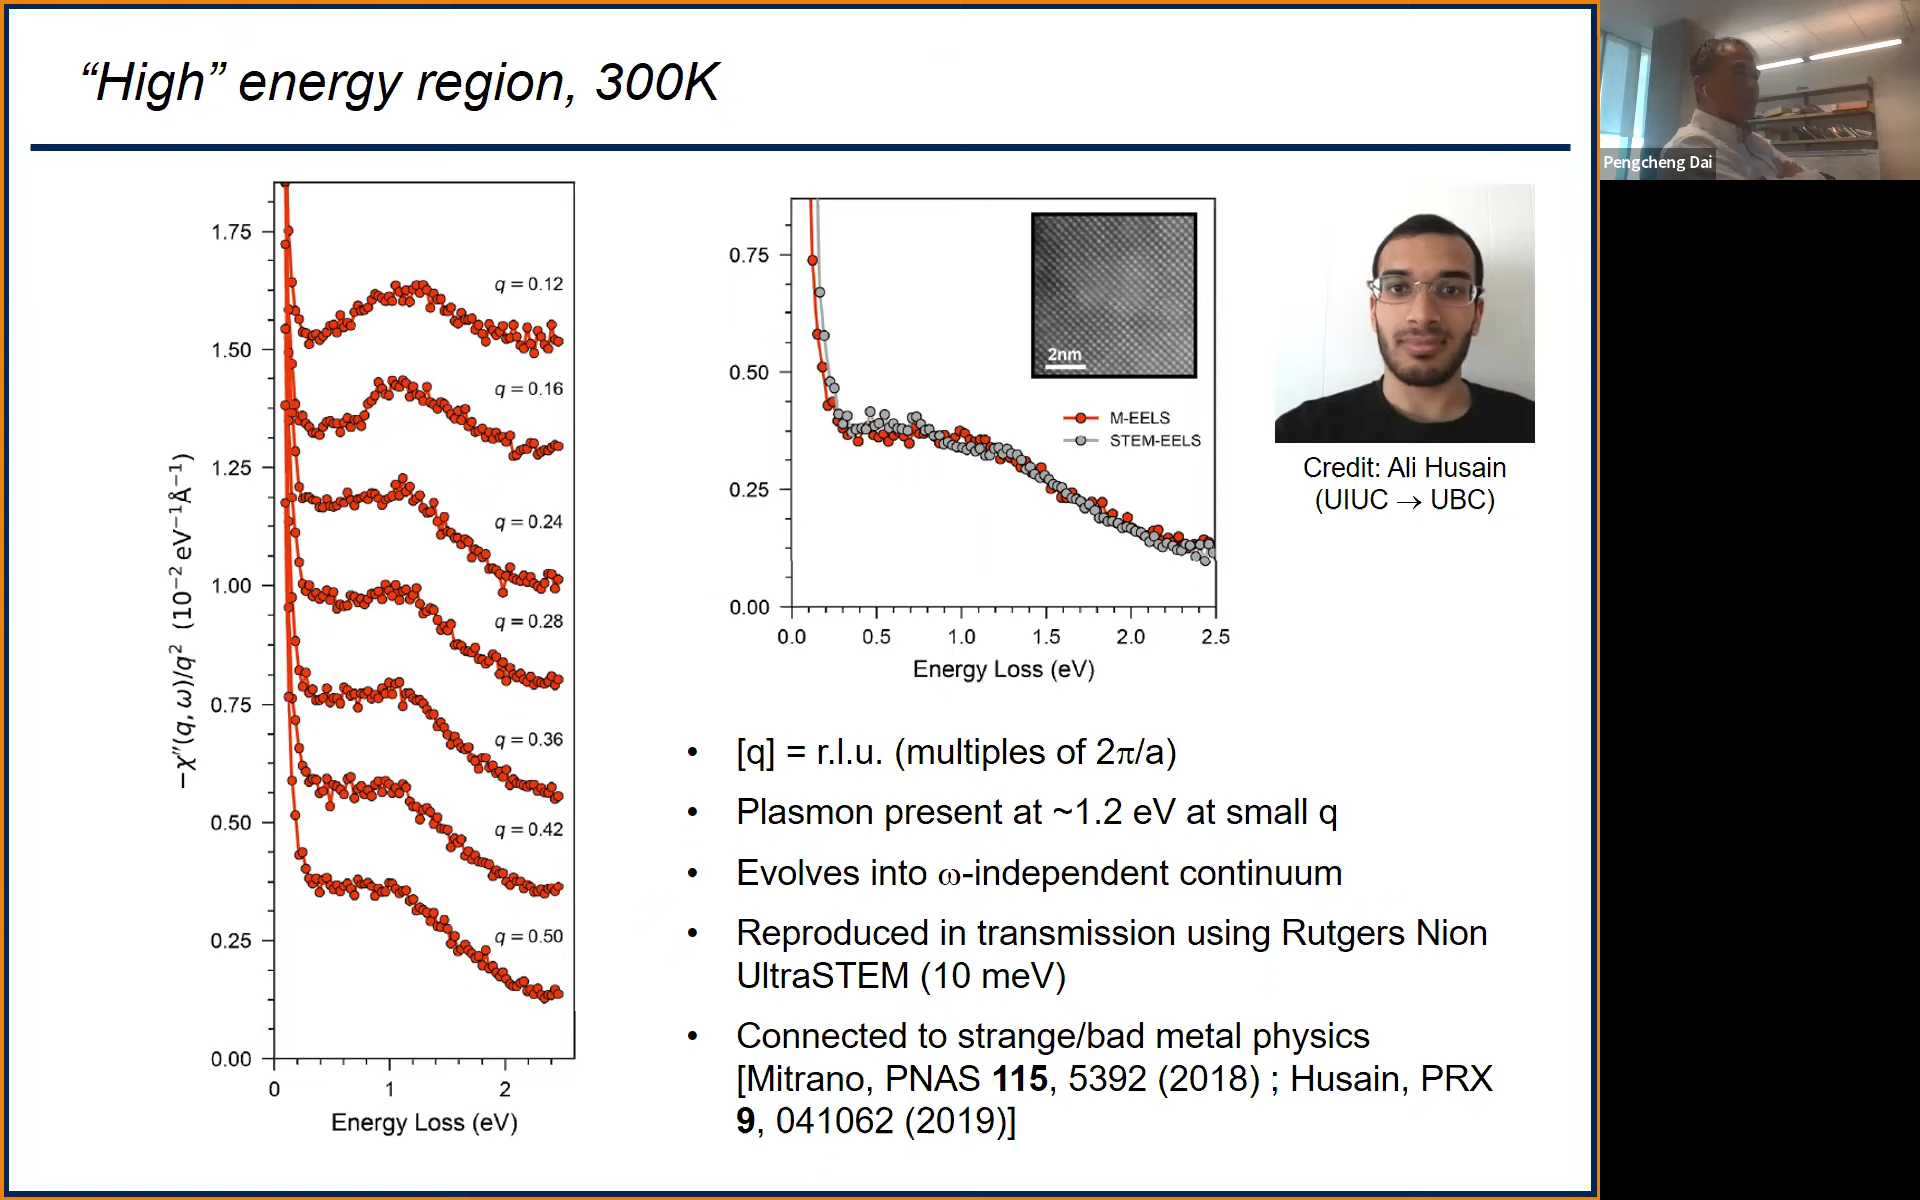 “High” energy region, 300K
Pengcheng Dai
−χ′′(q, ω)/q² (10⁻² eV⁻¹Å⁻¹)
1.75
1.50
1.25
1.00
0.75
0.50
0.25
0.00
q = 0.12
q = 0.16
q = 0.24
q = 0.28
q = 0.36
q = 0.42
q = 0.50
0 1 2
Energy Loss (eV)
0.75
0.50
0.25
0.00
2nm
M-EELS
STEM-EELS
0.0 0.5 1.0 1.5 2.0 2.5
Energy Loss (eV)
Credit: Ali Husain
(UIUC → UBC)
• [q] = r.l.u. (multiples of 2π/a)
• Plasmon present at ~1.2 eV at small q
• Evolves into ω-independent continuum
• Reproduced in transmission using Rutgers Nion
UltraSTEM (10 meV)
• Connected to strange/bad metal physics
[Mitrano, PNAS 115, 5392 (2018) ; Husain, PRX
9, 041062 (2019)]